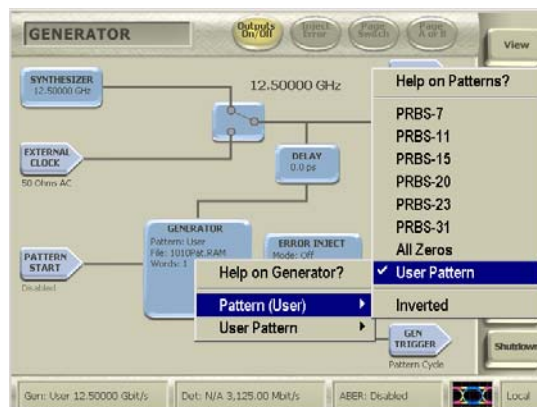 GENERATOR
Outputs
On/Off
Inject
Error
Page
Switch
Page
A or B
View
SYNTHESIZER
12.50000 GHz
12.50000 GHz
EXTERNAL
CLOCK
50 Ohms AC
DELAY
0.0 ps
PATTERN
START
Disabled
GENERATOR
Pattern: User
File: 1010Pat.RAM
Words: 1
ERROR INJECT
Mode: Off
Help on Generator?
Pattern (User)
User Pattern
Help on Patterns?
PRBS-7
PRBS-11
PRBS-15
PRBS-20
PRBS-23
PRBS-31
All Zeros
User Pattern
Inverted
GEN
TRIGGER
Pattern Cycle
Shutdown
Gen: User 12.50000 Gbit/s
Det: N/A 3,125.00 Mbit/s
ABER: Disabled
Local